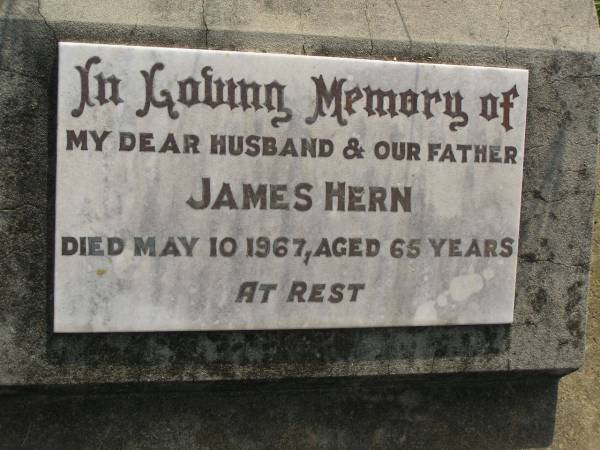 In Loving Memory of
MY DEAR HUSBAND & OUR FATHER
JAMES HERN
DIED MAY 10 1967, AGED 65 YEARS
AT REST